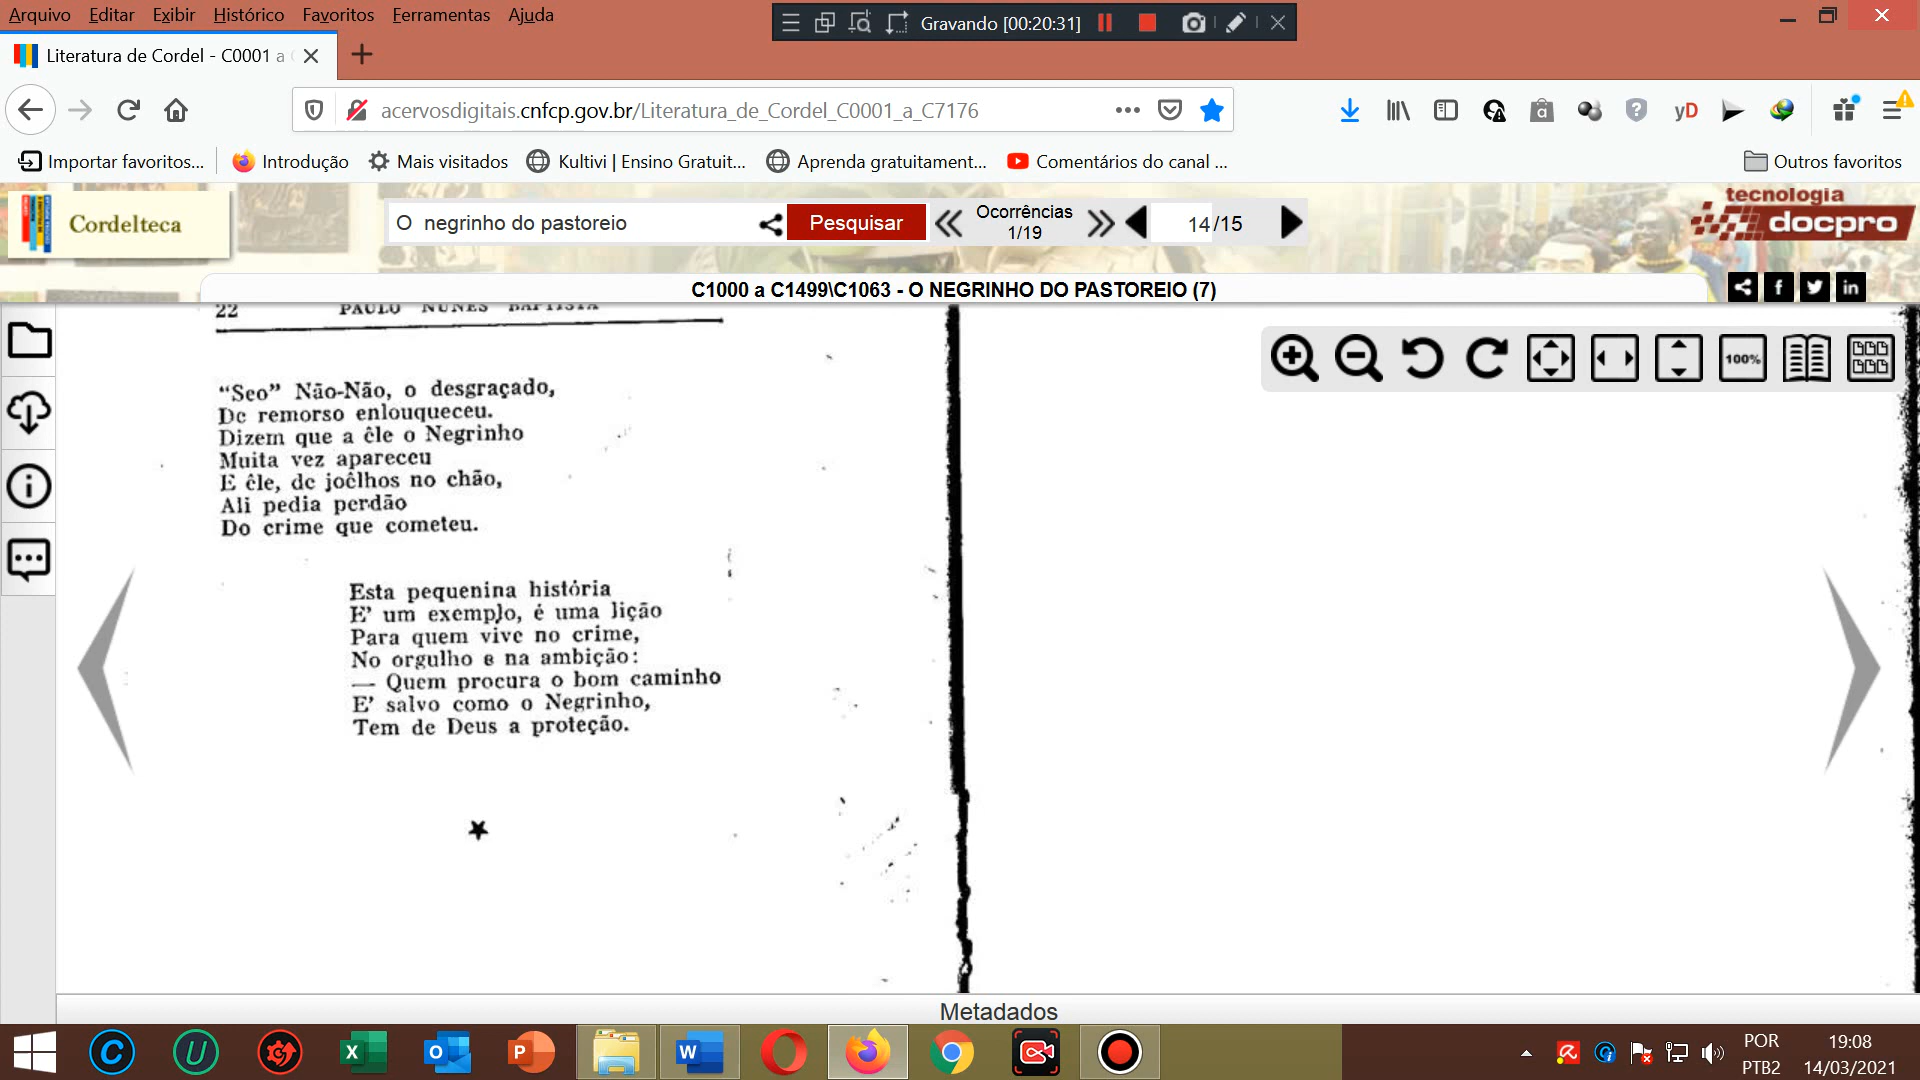 Arquivo Editar Exibir Histórico Favoritos Ferramentas Ajuda
Gravando [00:20:31]
Literatura de Cordel - C0001 a
acervosdigitais.cnfcp.gov.br/Literatura_de_Cordel_C0001_a_C7176
Importar favoritos... Introdução Mais visitados Kultivi | Ensino Gratuit... Aprenda gratuitament... Comentários do canal ... Outros favoritos
Cordelteca
O negrinho do pastoreio
Pesquisar
Ocorrências
1/19
14 /15
tecnologia
docpro
C1000 a C1499\C1063 - O NEGRINHO DO PASTOREIO (7)
22 PAULO NUNES BAPTISTA
100%
“Seo” Não-Não, o desgraçado,
De remorso enlouqueceu.
Dizem que a êle o Negrinho
Muita vez apareceu
E êle, de joêlhos no chão,
Ali pedia perdão
Do crime que cometeu.
Esta pequenina história
E’ um exemplo, é uma lição
Para quem vive no crime,
No orgulho e na ambição:
— Quem procura o bom caminho
E’ salvo como o Negrinho,
Tem de Deus a proteção.
Metadados
POR
PTB2
19:08
14/03/2021